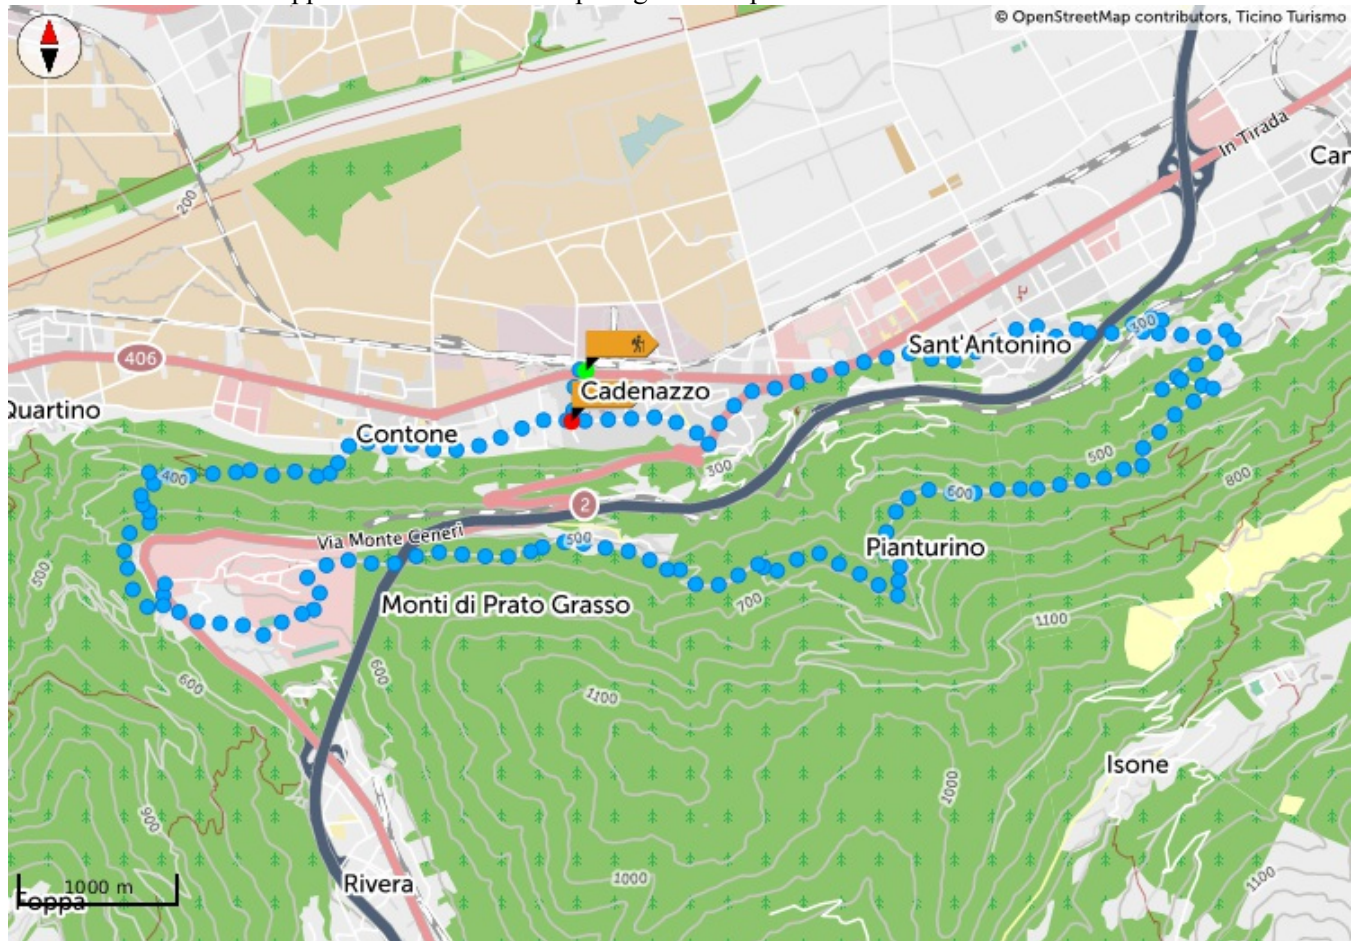 © OpenStreetMap contributors, Ticino Turismo
In Tirada
200
300
Sant'Antonino
406
Cadenazzo
Quartino
Contone
300
400
500
800
600
2
Via Monte Ceneri
500
Pianturino
500
700
Monti di Prato Grasso
1100
600
600
1100
Isone
1000
900
1000
1100
Rivera
1000 m
Foppa